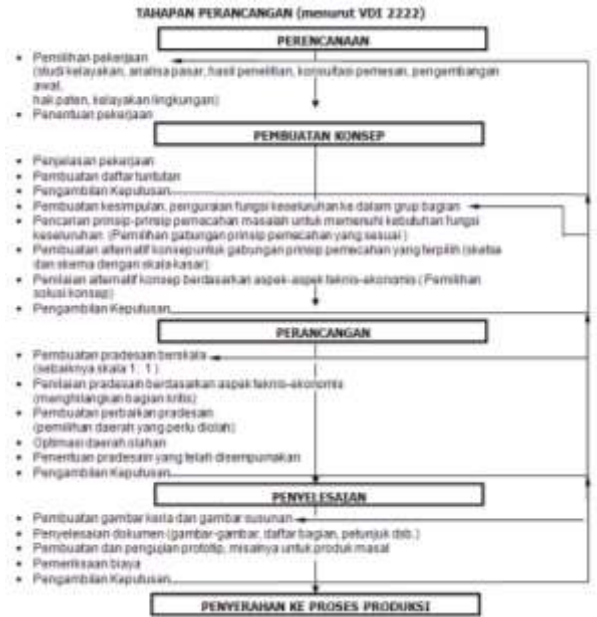 TAHAPAN PERANCANGAN (menurut VDI 2222)
PERENCANAAN
• Pemilihan pekerjaan
(studi kelayakan, analisa pasar, hasil penelitian, konsultasi pemesan, pengembangan
awal,
hak paten, kelayakan lingkungan)
• Penentuan pekerjaan
PEMBUATAN KONSEP
• Penjelasan pekerjaan
• Pembuatan daftar tuntutan
• Pengambilan Keputusan
• Pembuatan kesimpulan, penguraian fungsi keseluruhan ke dalam grup bagian
• Pencarian prinsip-prinsip pemecahan masalah untuk memenuhi kebutuhan fungsi
keseluruhan. (Pemilihan gabungan prinsip pemecahan yang sesuai)
• Pembuatan alternatif konsep untuk gabungan prinsip pemecahan yang terpilih (sketsa
dan skema dengan skala kasar)
• Penilaian alternatif konsep berdasarkan aspek-aspek teknis-ekonomis (Pemilihan
solusi konsep)
• Pengambilan Keputusan
PERANCANGAN
• Pembuatan pradesain berskala
(sebaiknya skala 1 : 1)
• Penilaian pradesain berdasarkan aspek teknis-ekonomis
(menghilangkan bagian kritis)
• Pembuatan perbaikan pradesain
(pemilihan daerah yang perlu diolah)
• Optimasi daerah olahan
• Penentuan pradesain yang telah disempurnakan
• Pengambilan Keputusan
PENYELESAIAN
• Pembuatan gambar kerja dan gambar susunan
• Penyelesaian dokumen (gambar-gambar, daftar bagian, petunjuk dsb.)
• Pembuatan dan pengujian prototip, misalnya untuk produk masal
• Pemeriksaan biaya
• Pengambilan Keputusan
PENYERAHAN KE PROSES PRODUKSI